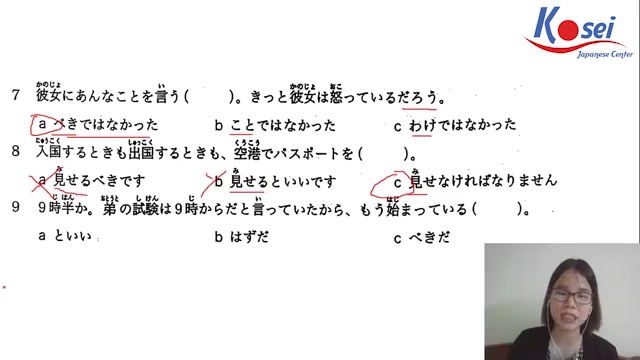 Kosei
Japanese Center
7 彼女にあんなことを言う( )。きっと彼女は怒っているだろう。
a べきではなかった b ことではなかった c わけではなかった
8 入国するときも出国するときも、空港でパスポートを( )。
a 見せるべきです b 見せるといいです c 見せなければなりません
9 9時半か。弟の試験は9時からだと言っていたから、もう始まっている( )。
a といい b はずだ c べきだ